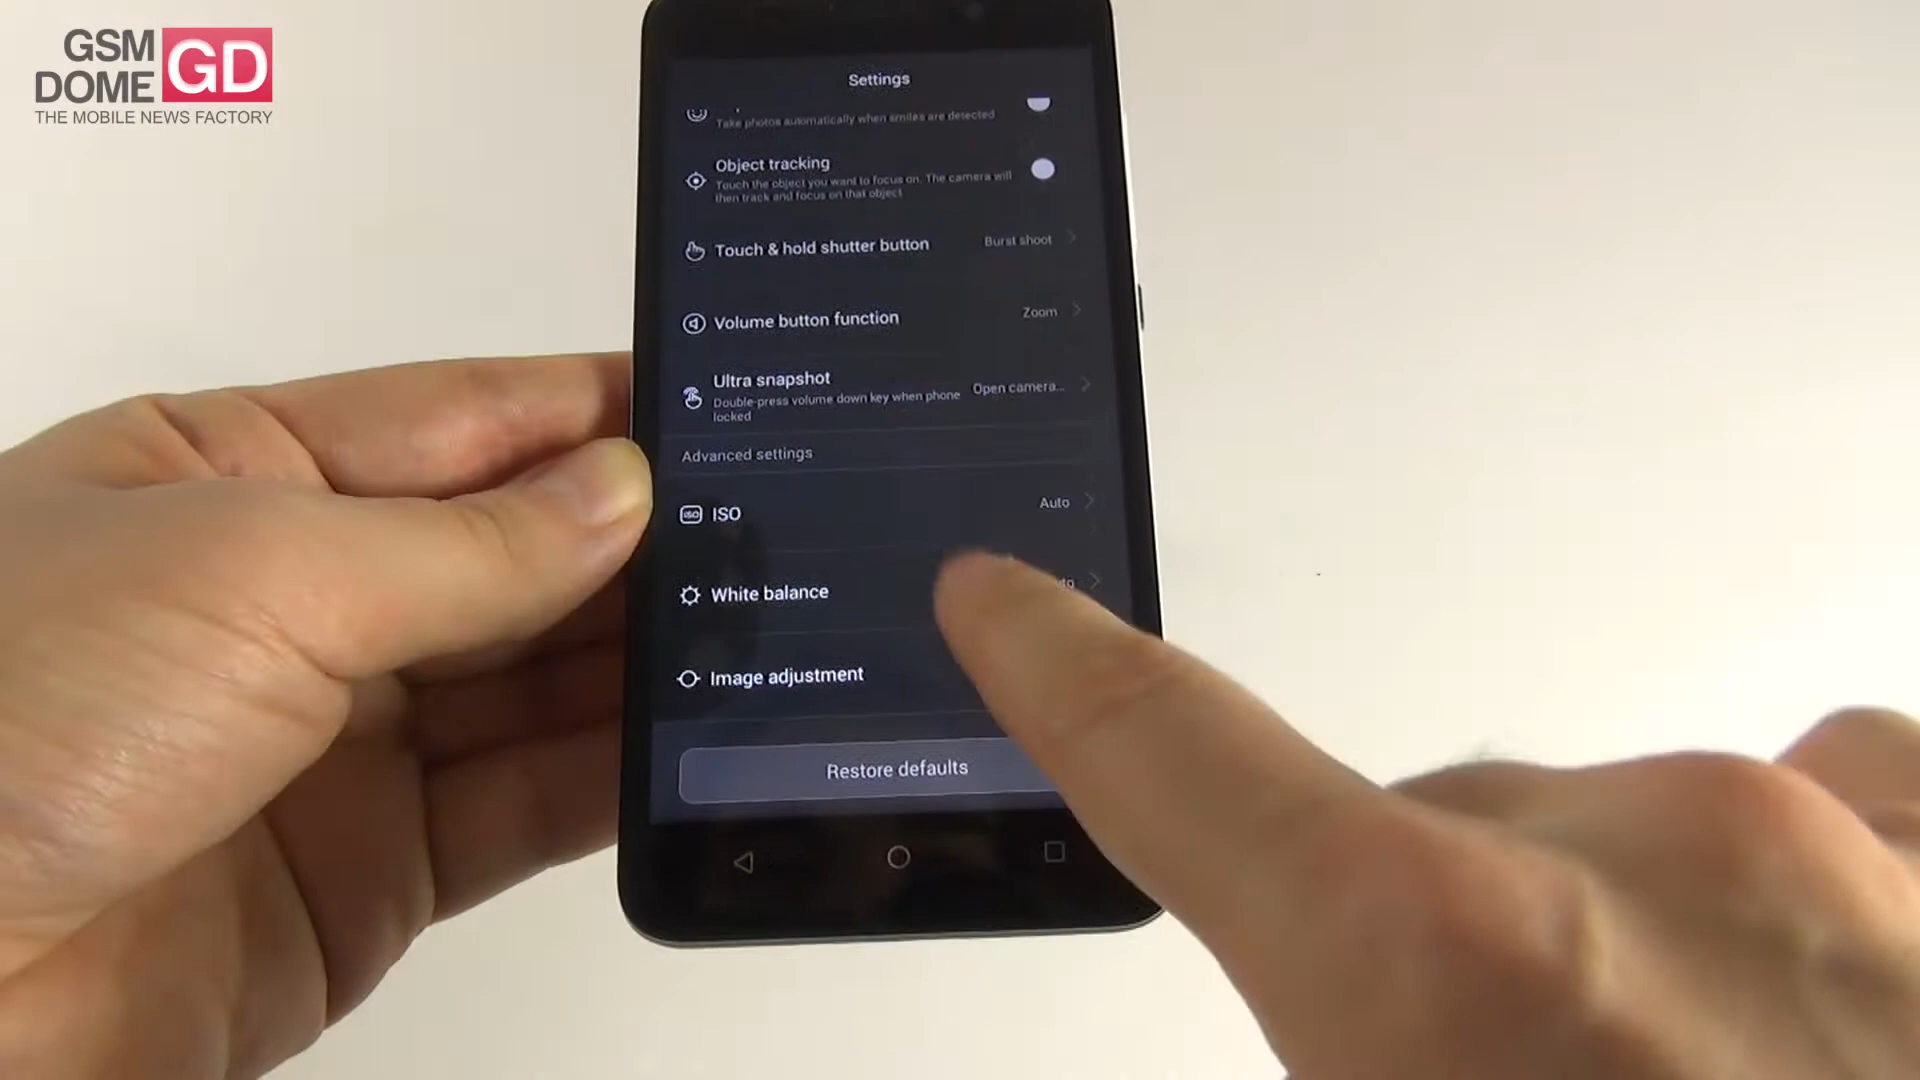 GSM
DOME
GD
THE MOBILE NEWS FACTORY
Settings
Take photos automatically when smiles are detected
Object tracking
Touch the object you want to focus on. The camera will
then track and focus on that object
Touch & hold shutter button
Burst shoot
Volume button function
Zoom
Ultra snapshot
Double-press volume down key when phone
locked
Open camera...
Advanced settings
ISO
ISO
Auto
White balance
Image adjustment
Restore defaults